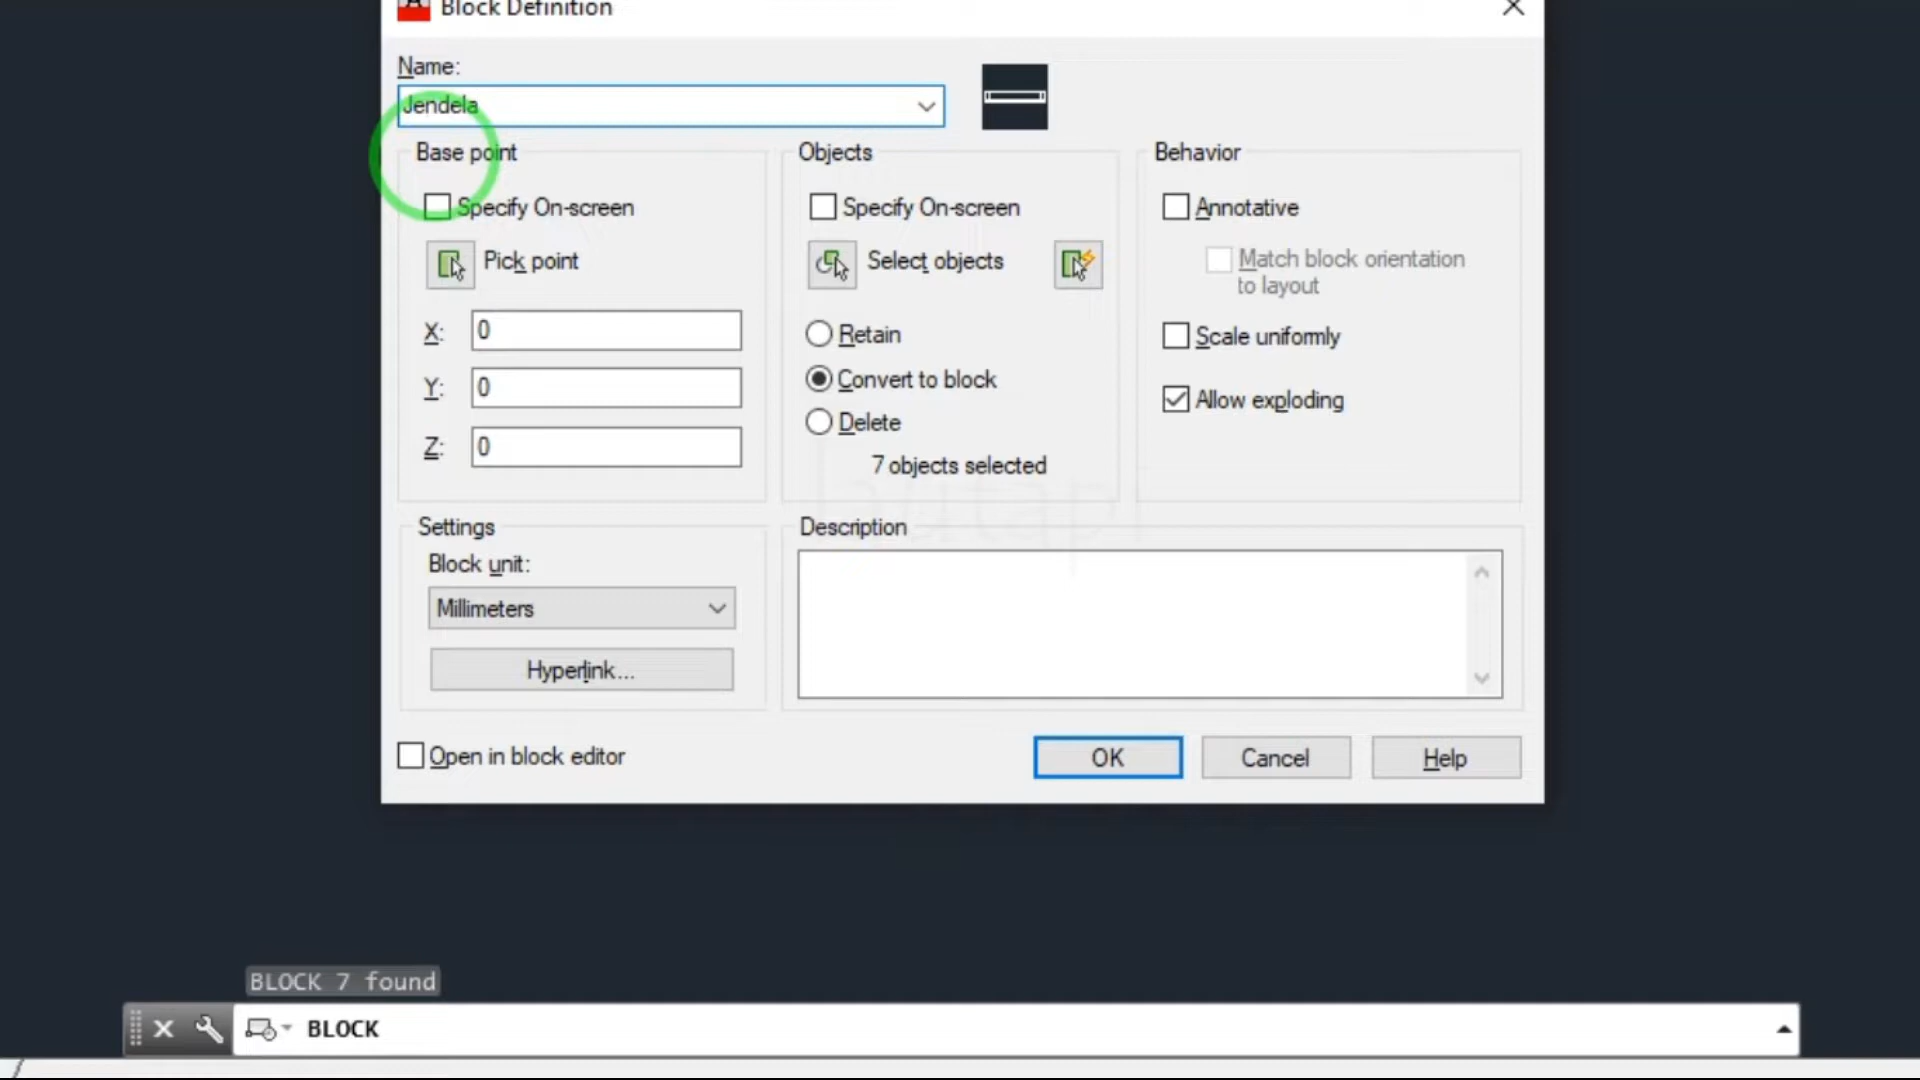 Block Definition
Name:
Jendela
Base point
Specify On-screen
Pick point
X: 0
Y: 0
Z: 0
Objects
Specify On-screen
Select objects
Retain
Convert to block
Delete
7 objects selected
Behavior
Annotative
Match block orientation
to layout
Scale uniformly
Allow exploding
Settings
Block unit:
Millimeters
Hyperlink...
Description
Open in block editor
OK
Cancel
Help
BLOCK 7 found
BLOCK